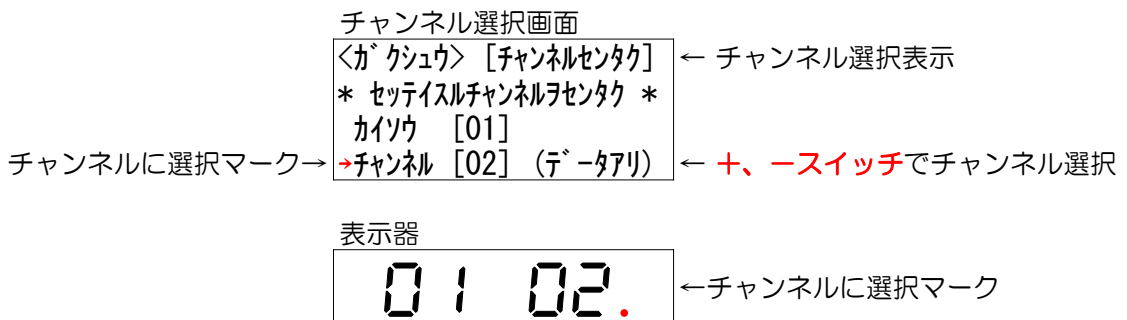 チャンネル選択画面
<ガクシュウ> [チャンネルセンタク] ← チャンネル選択表示
* セッテイスルチャンネルヲセンタク *
カイソウ [01]
チャンネルに選択マーク→ →チャンネル [02] (データアリ) ← +、-スイッチでチャンネル選択
表示器
01 02. ←チャンネルに選択マーク